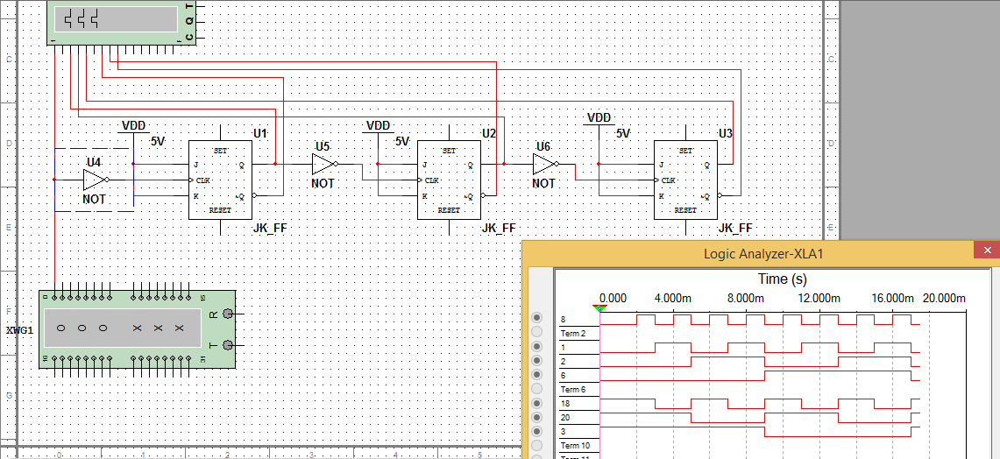 T
Q
1
F
C
C
C
VDD
VDD
VDD
D
D
U1
U2
U3
5V
5V
5V
U5
U6
SET
SET
SET
U4
J
Q
J
Q
J
Q
CLK
CLK
CLK
NOT
NOT
NOT
K
~Q
K
~Q
K
~Q
RESET
RESET
RESET
E
E
JK_FF
JK_FF
JK_FF
Logic Analyzer-XLA1
Time (s)
0
15
0.000 4.000m 8.000m 12.000m 16.000m 20.000m
F
R
8
XWG1
O O O X X X
Term 2
T
1
16
31
2
6
G
Term 6
18
20
3
Term 10
Term 11
0 1 2 3 4 5